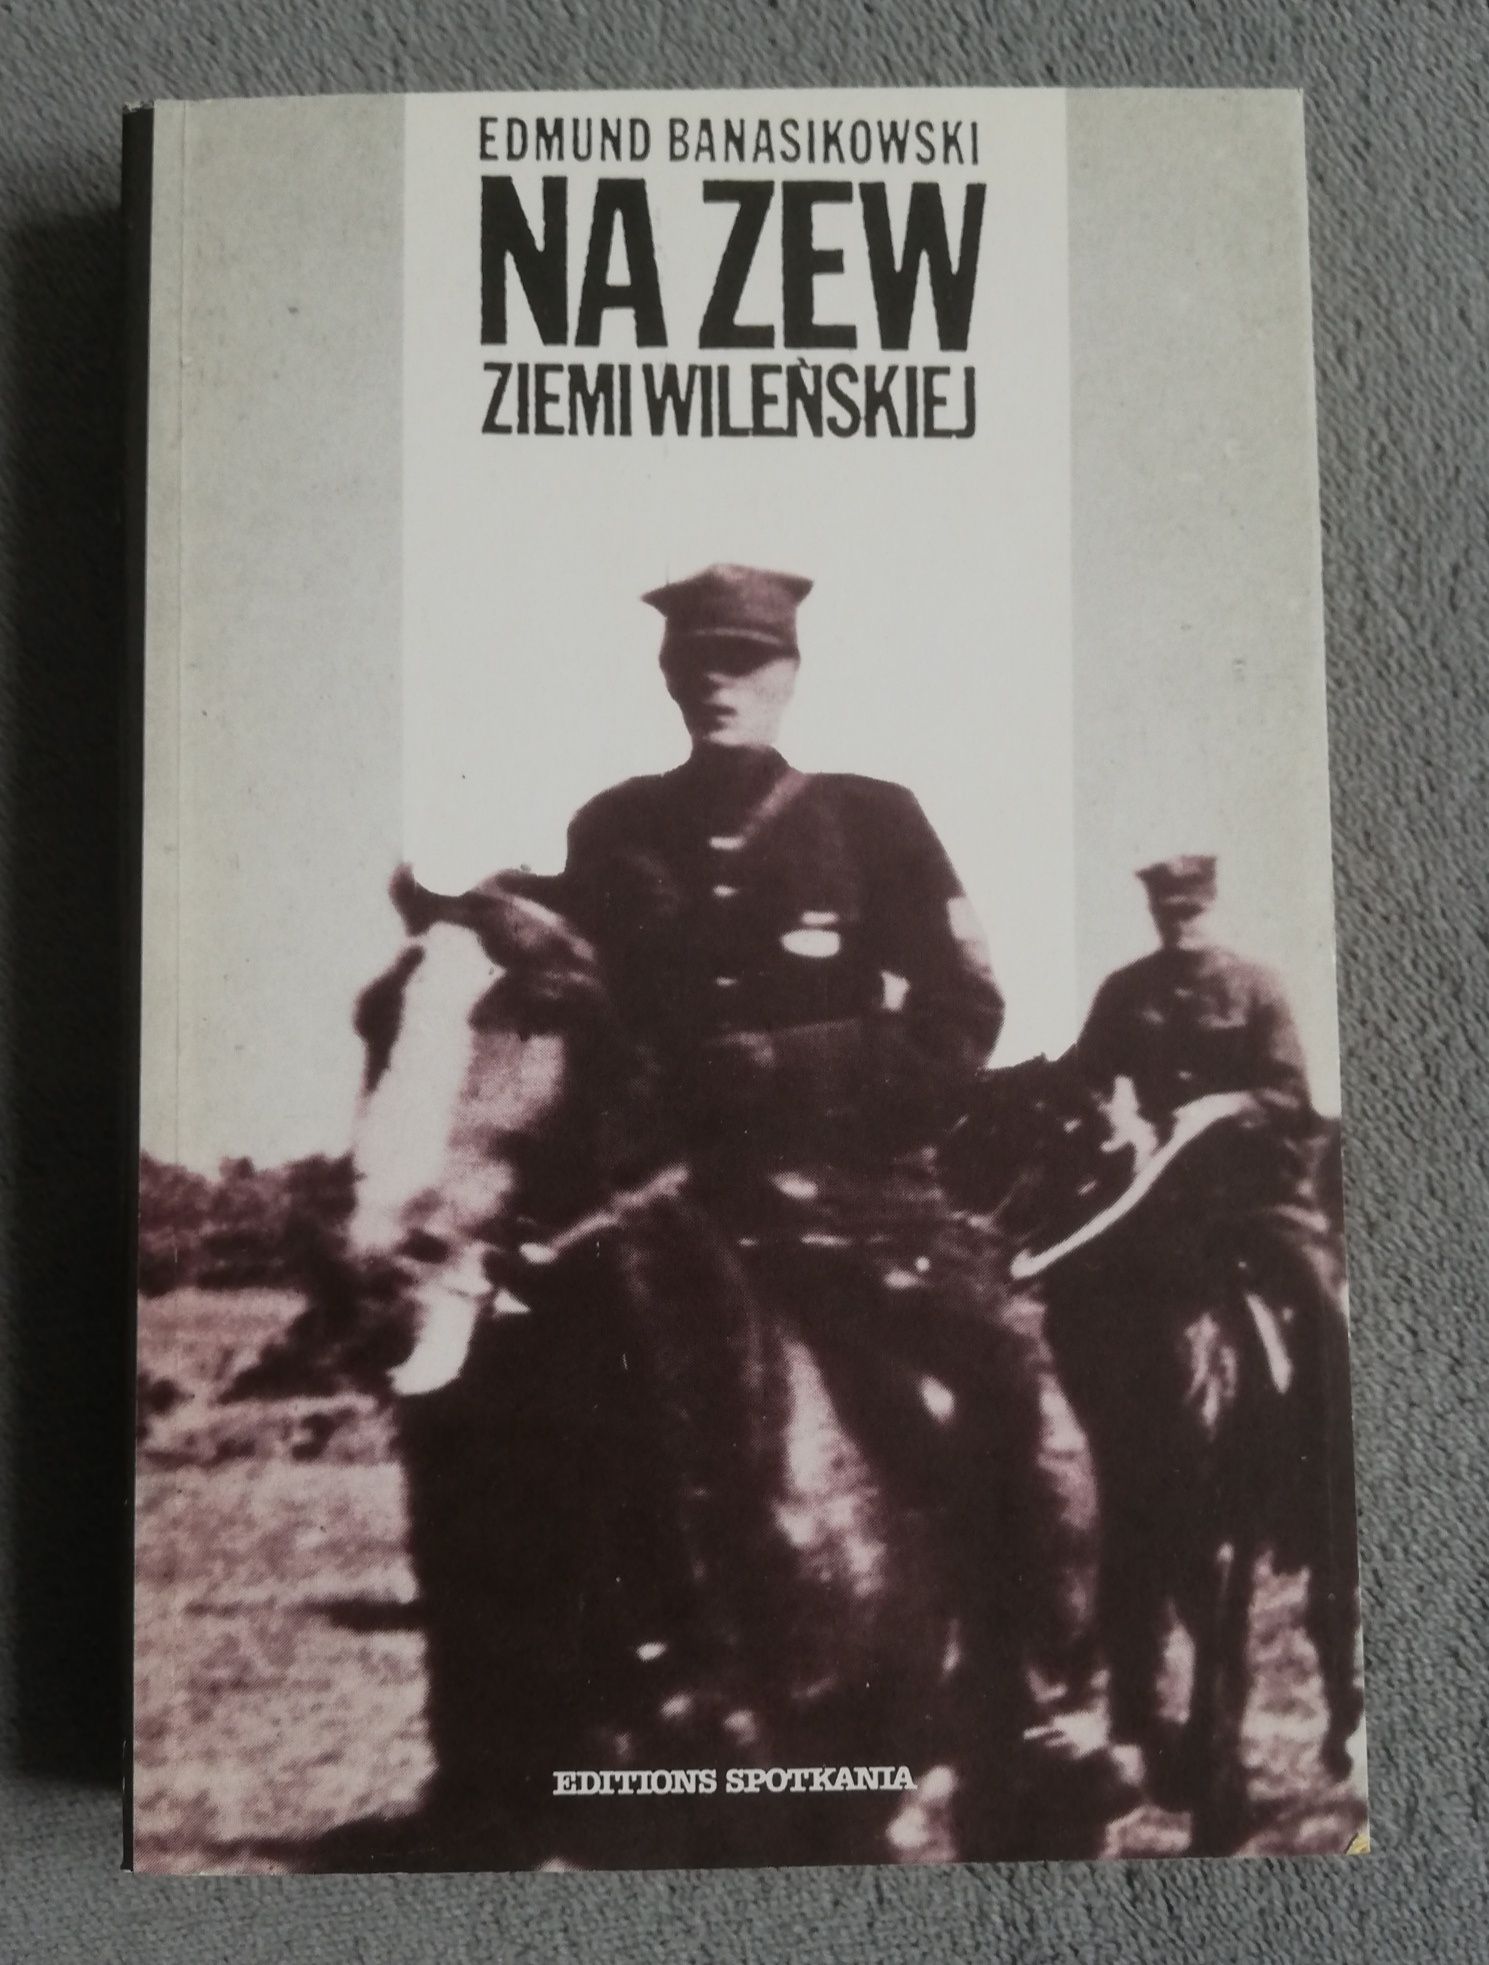 EDMUND BANASIKOWSKI
NA ZEW
ZIEMI WILEŃSKIEJ
EDITIONS SPOTKANIA